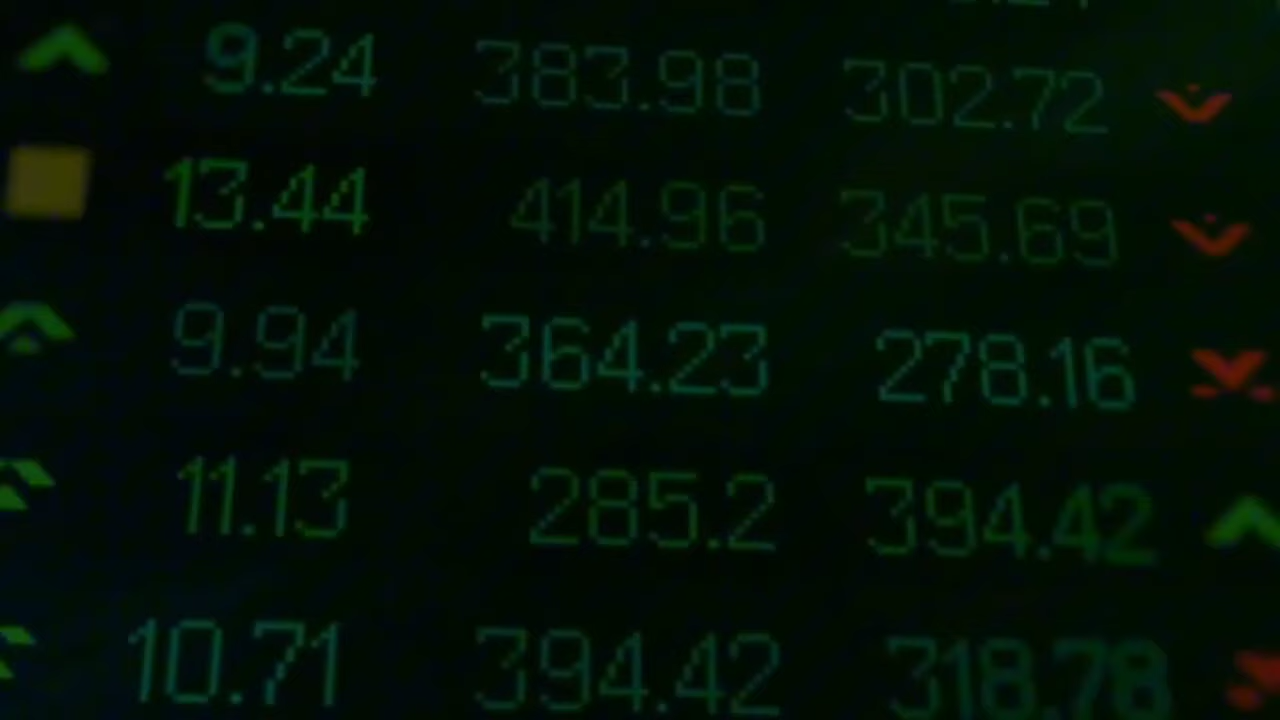 9.24 383.98 302.72
13.44 414.96 345.69
9.94 364.23 278.16
11.13 285.2 394.42
10.71 394.42 318.78